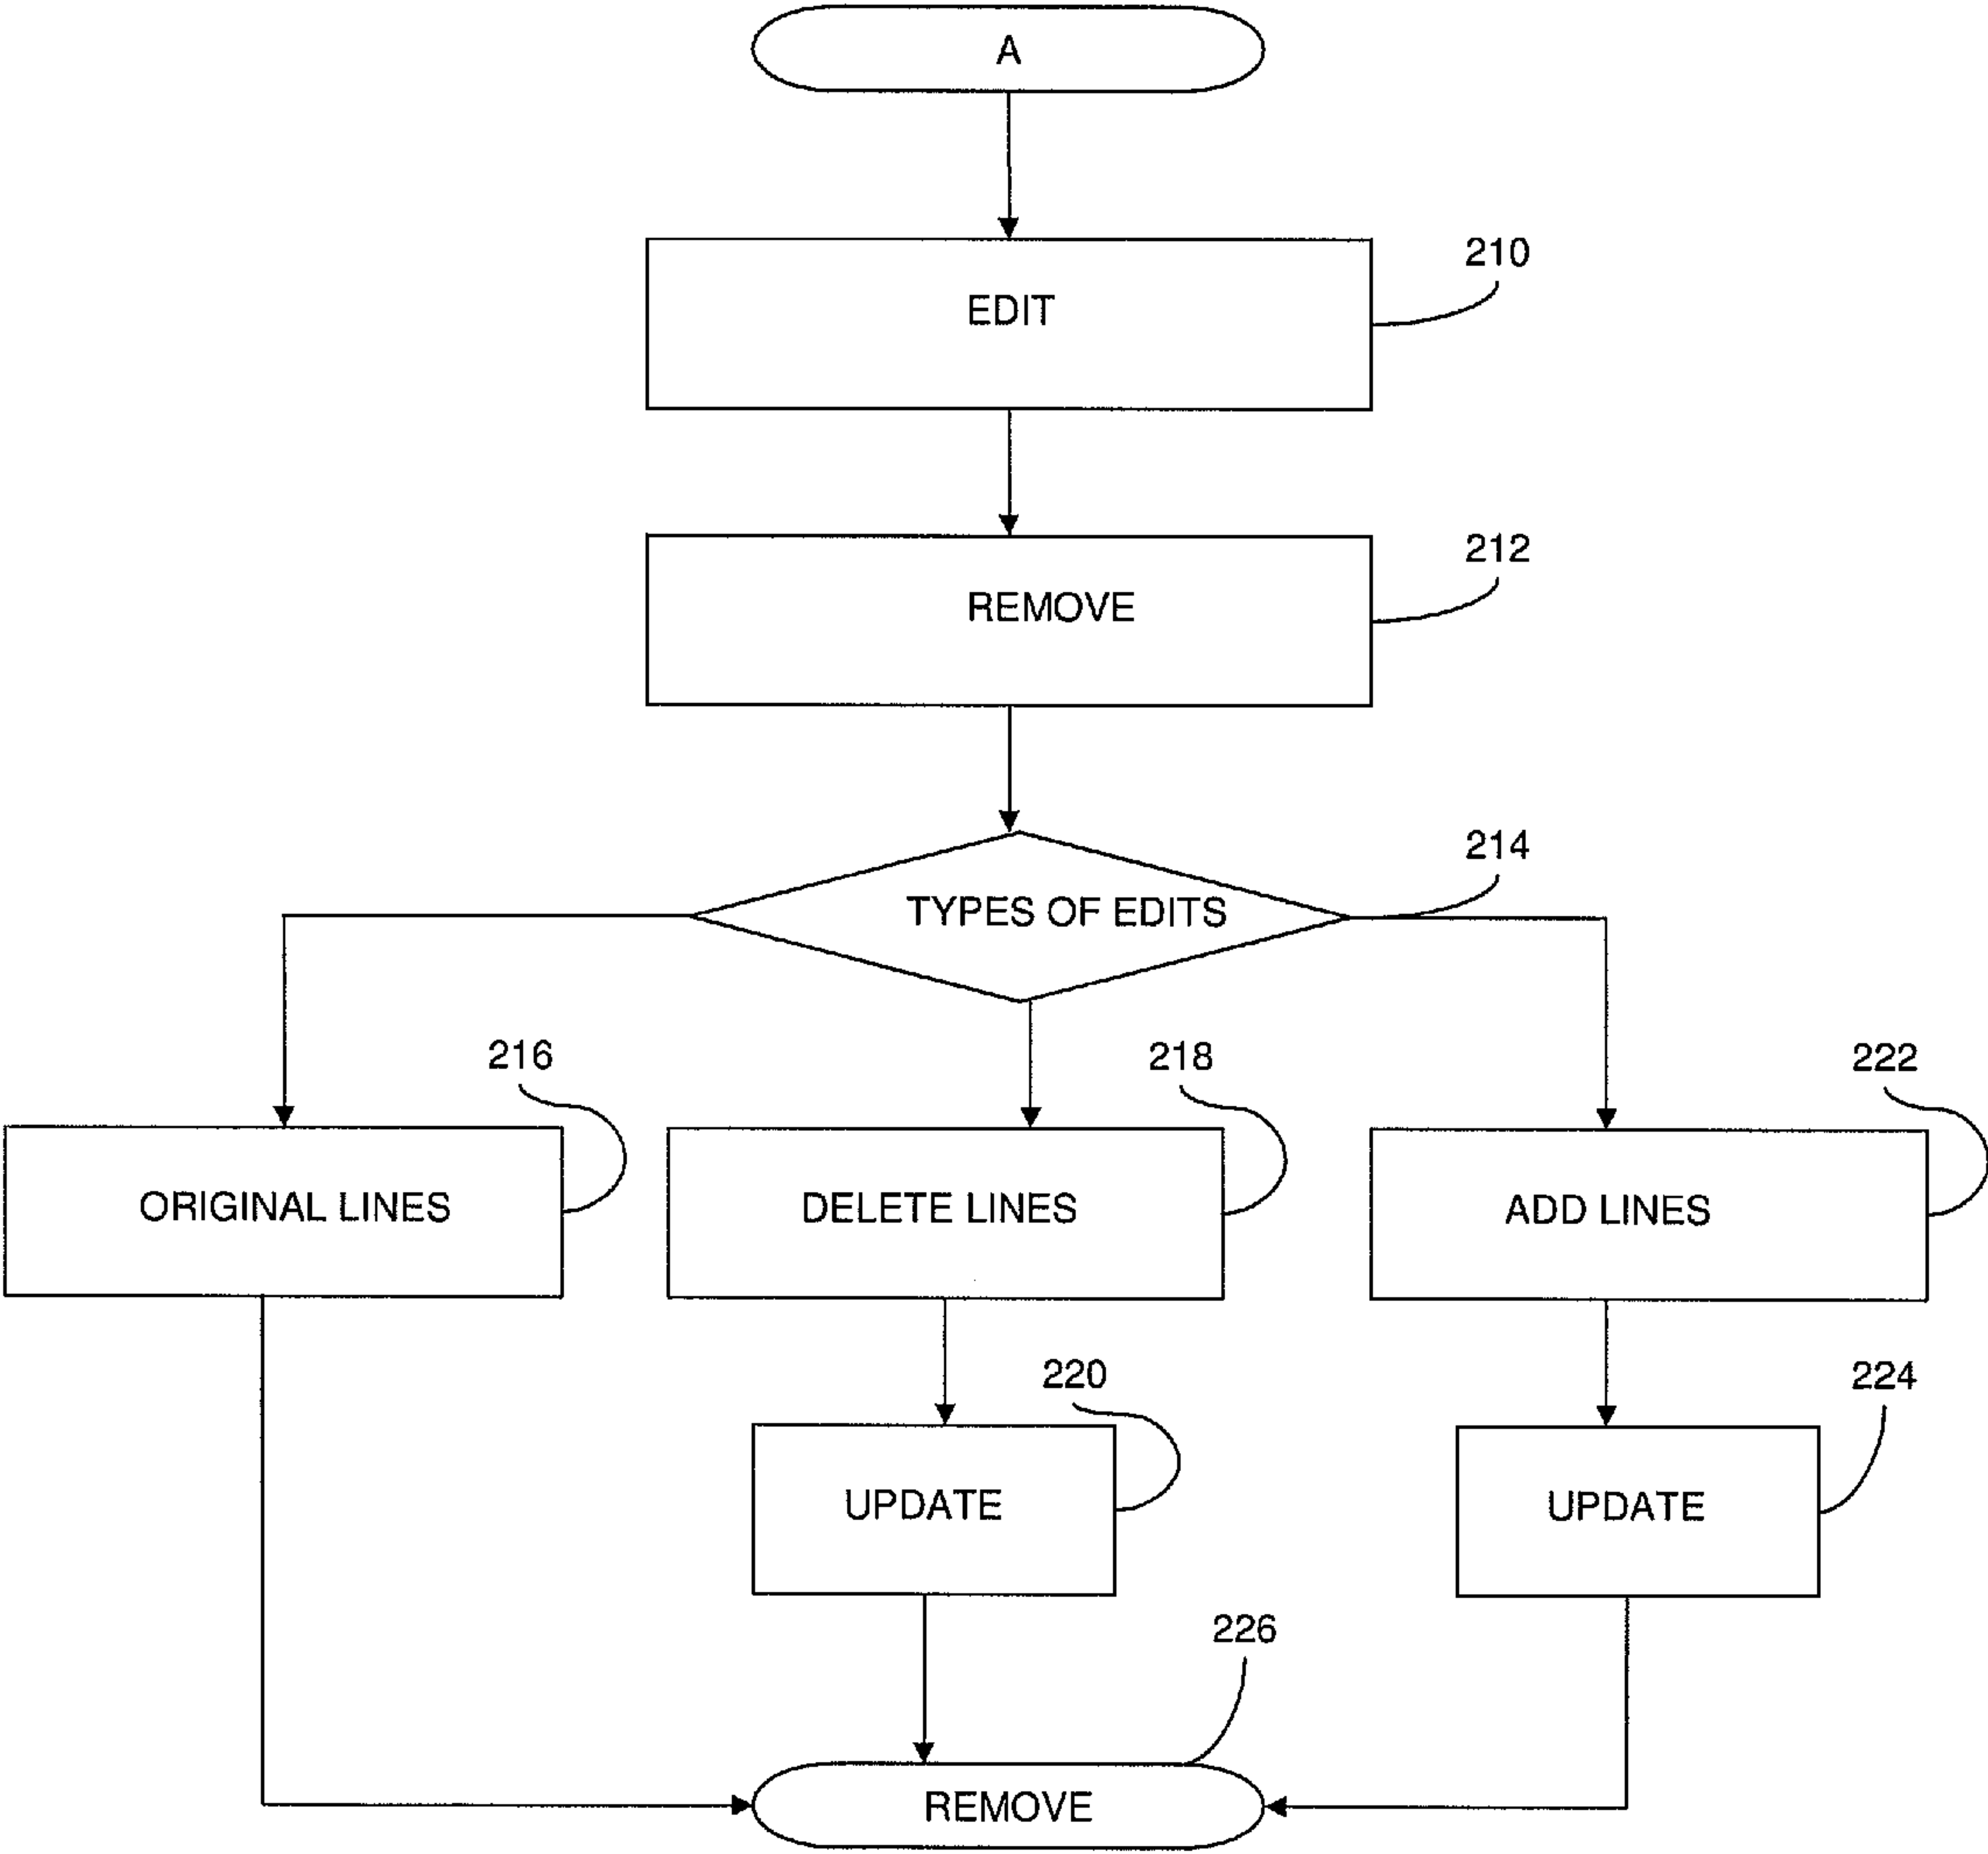 A
210
EDIT
212
REMOVE
214
TYPES OF EDITS
216
218
222
ORIGINAL LINES
DELETE LINES
ADD LINES
220
224
UPDATE
UPDATE
226
REMOVE